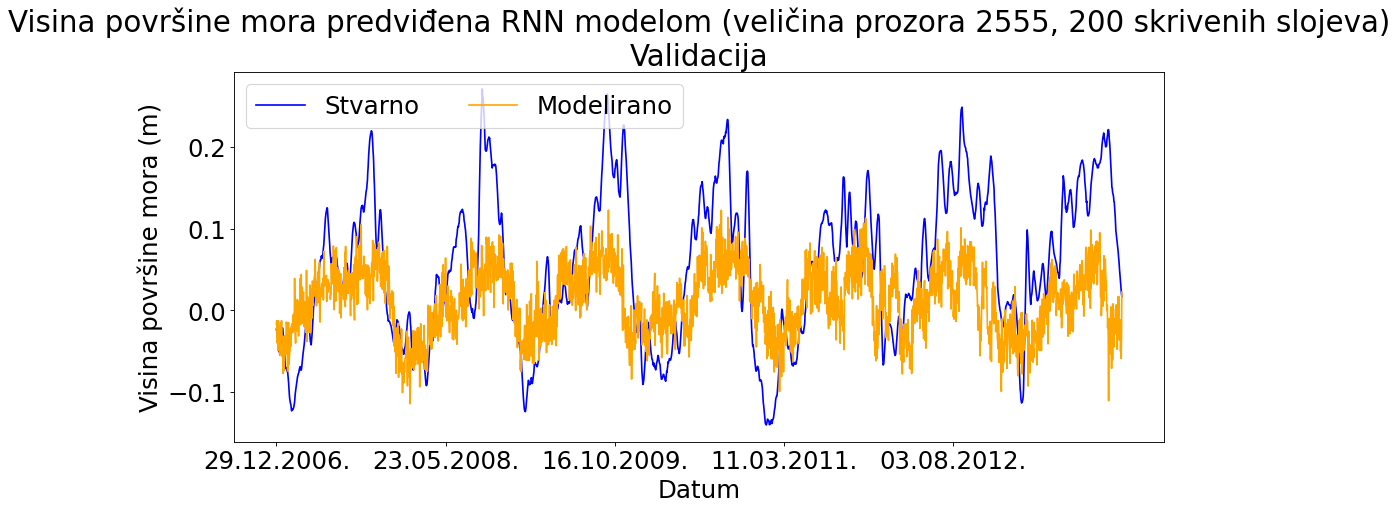 Visina površine mora predviđena RNN modelom (veličina prozora 2555, 200 skrivenih slojeva)
Validacija
Stvarno
Modelirano
Visina površine mora (m)
0.2
0.1
0.0
−0.1
29.12.2006.
23.05.2008.
16.10.2009.
11.03.2011.
03.08.2012.
Datum